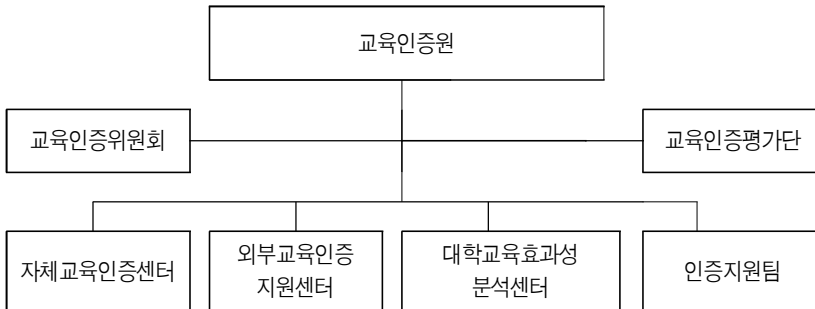 교육인증원
교육인증위원회
교육인증평가단
자체교육인증센터
외부교육인증
지원센터
대학교육효과성
분석센터
인증지원팀